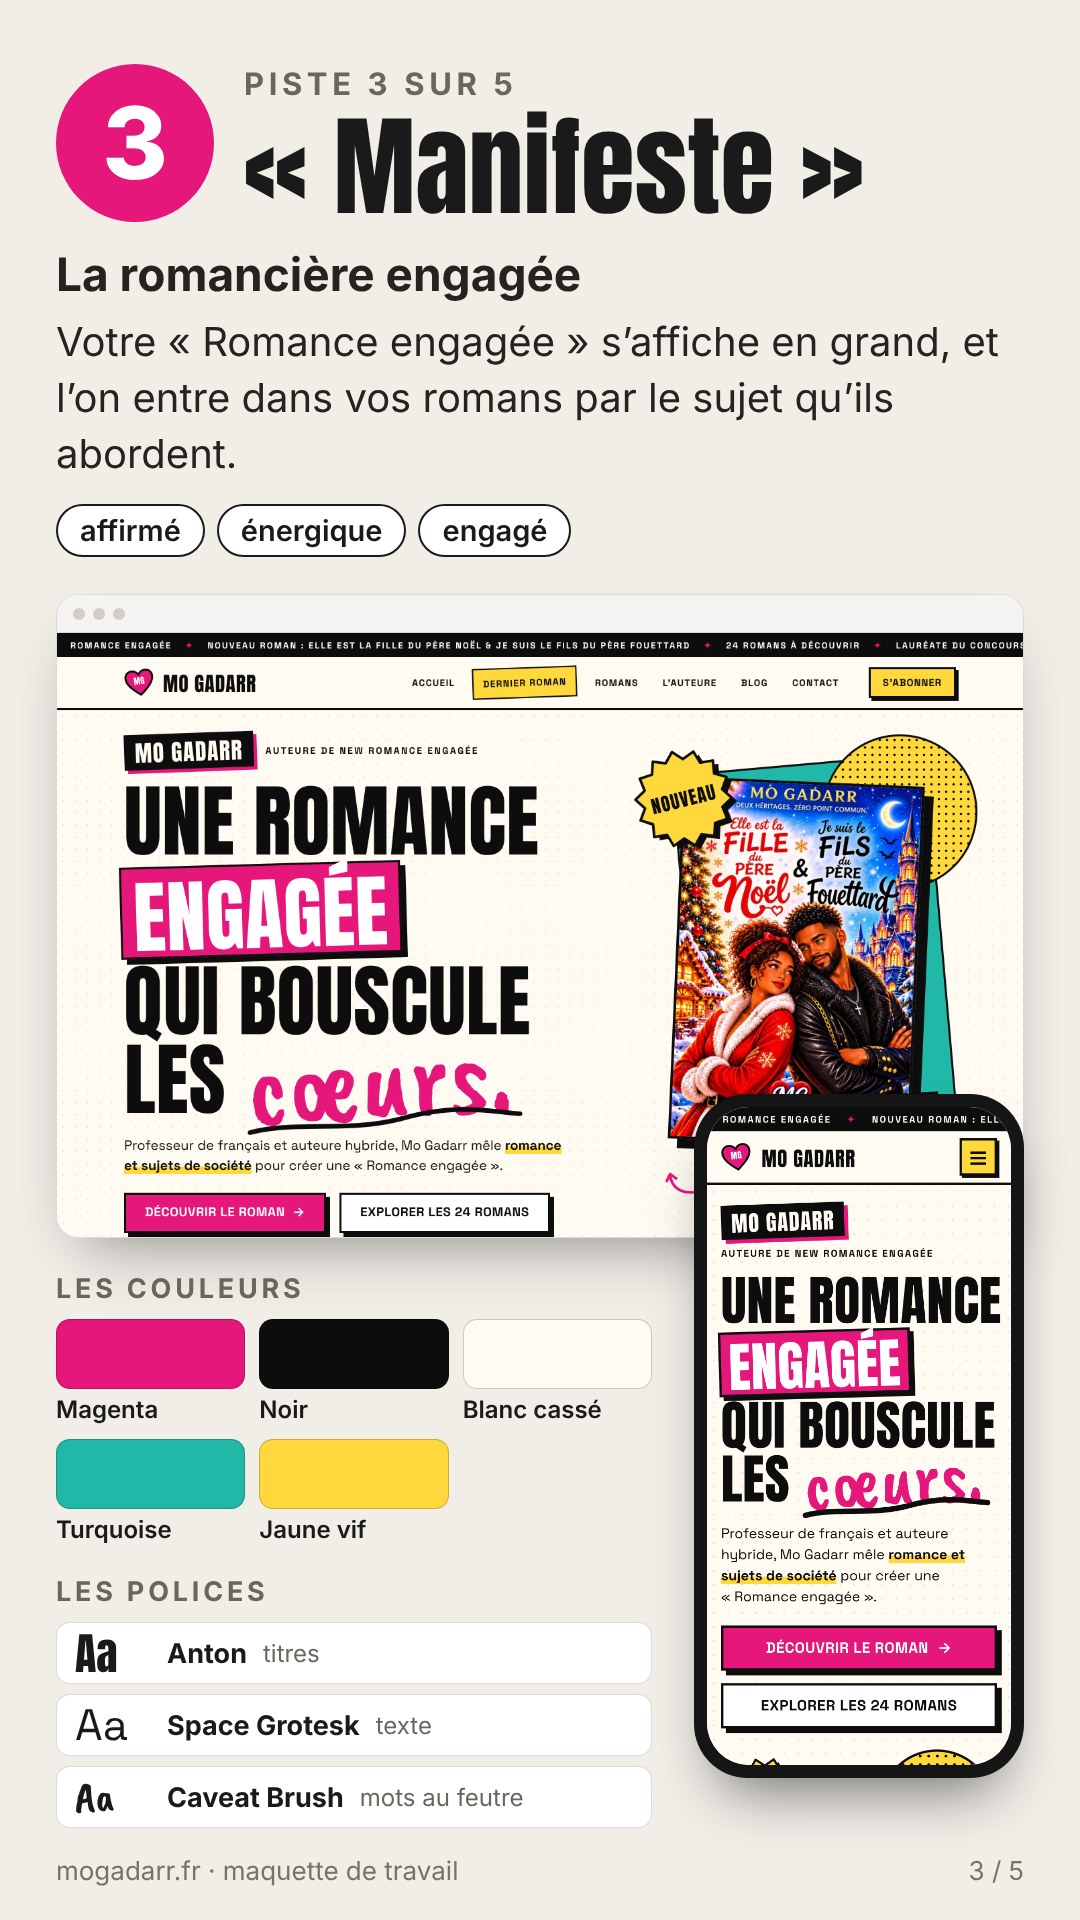 3
PISTE 3 SUR 5
« Manifeste »
La romancière engagée
Votre « Romance engagée » s’affiche en grand, et
l’on entre dans vos romans par le sujet qu’ils
abordent.
affirmé énergique engagé
ROMANCE ENGAGÉE ✦ NOUVEAU ROMAN : ELLE EST LA FILLE DU PÈRE NOËL & JE SUIS LE FILS DU PÈRE FOUETTARD ✦ 24 ROMANS À DÉCOUVRIR ✦ LAURÉATE DU CONCOURS
MG MO GADARR ACCUEIL DERNIER ROMAN ROMANS L'AUTEURE BLOG CONTACT S'ABONNER
MO GADARR AUTEURE DE NEW ROMANCE ENGAGÉE
UNE ROMANCE
ENGAGÉE
QUI BOUSCULE
LES cœurs.
Professeur de français et auteure hybride, Mo Gadarr mêle romance
et sujets de société pour créer une « Romance engagée ».
DÉCOUVRIR LE ROMAN → EXPLORER LES 24 ROMANS
NOUVEAU
MO GADARR
DEUX HÉRITAGES. ZÉRO POINT COMMUN.
Elle est la
FiLLE
du
PÈRE
Noël
&
Je suis le
FiLS
du
PÈRE
Fouettard
ROMANCE ENGAGÉE ✦ NOUVEAU ROMAN : ELL
MG MO GADARR
MO GADARR
AUTEURE DE NEW ROMANCE ENGAGÉE
UNE ROMANCE
ENGAGÉE
QUI BOUSCULE
LES cœurs.
Professeur de français et auteure
hybride, Mo Gadarr mêle romance et
sujets de société pour créer une
« Romance engagée ».
DÉCOUVRIR LE ROMAN →
EXPLORER LES 24 ROMANS
LES COULEURS
Magenta Noir Blanc cassé
Turquoise Jaune vif
LES POLICES
Aa Anton titres
Aa Space Grotesk texte
Aa Caveat Brush mots au feutre
mogadarr.fr · maquette de travail 3 / 5